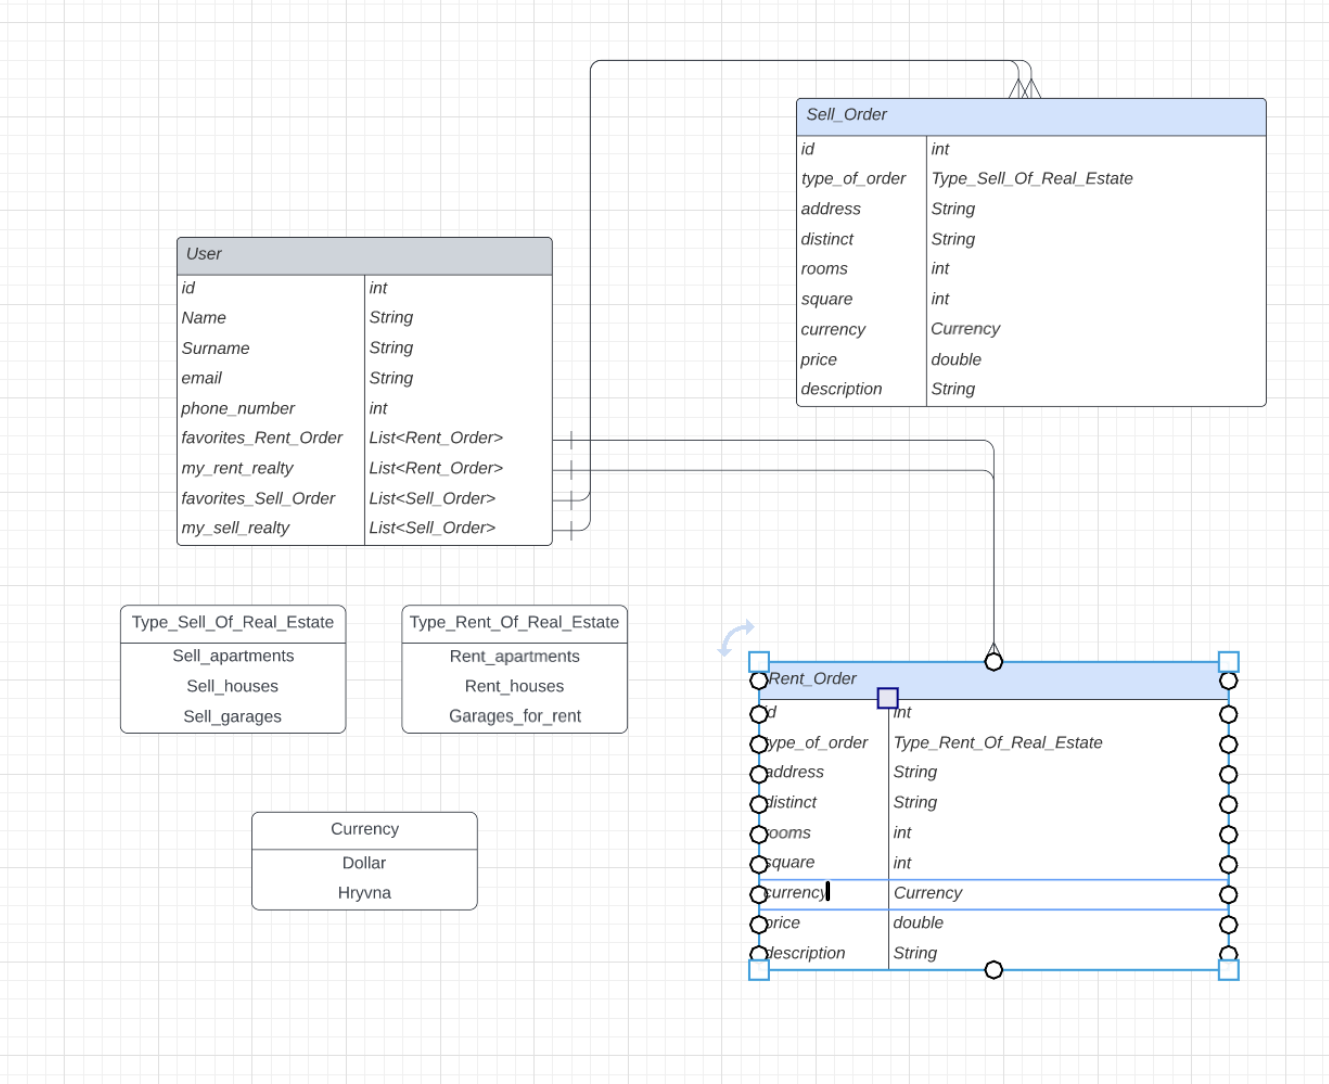 Sell_Order
id int
type_of_order Type_Sell_Of_Real_Estate
address String
distinct String
rooms int
square int
currency Currency
price double
description String
User
id int
Name String
Surname String
email String
phone_number int
favorites_Rent_Order List<Rent_Order>
my_rent_realty List<Rent_Order>
favorites_Sell_Order List<Sell_Order>
my_sell_realty List<Sell_Order>
Type_Sell_Of_Real_Estate
Sell_apartments
Sell_houses
Sell_garages
Type_Rent_Of_Real_Estate
Rent_apartments
Rent_houses
Garages_for_rent
Currency
Dollar
Hryvna
Rent_Order
id int
type_of_order Type_Rent_Of_Real_Estate
address String
distinct String
rooms int
square int
currency Currency
price double
description String